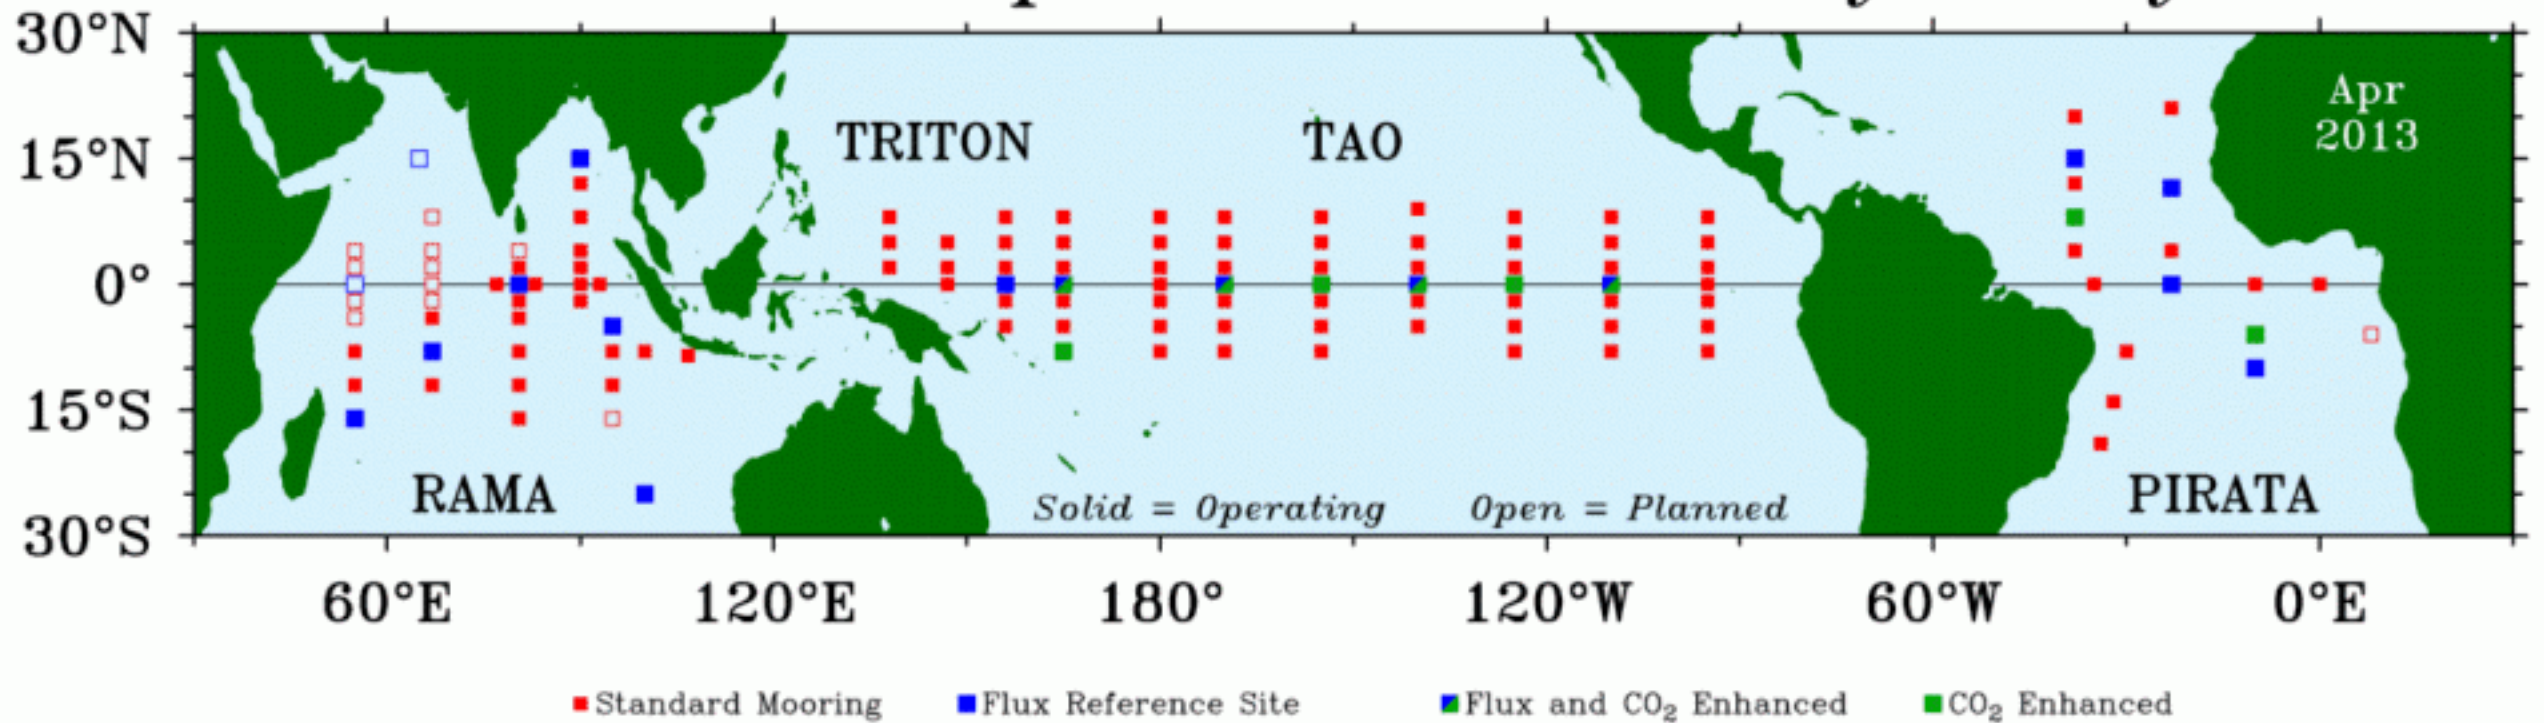 30°N
Apr
2013
TRITON
TAO
15°N
0°
15°S
RAMA
PIRATA
Solid = Operating
Open = Planned
30°S
60°E
120°E
180°
120°W
60°W
0°E
Standard Mooring
Flux Reference Site
Flux and CO₂ Enhanced
CO₂ Enhanced